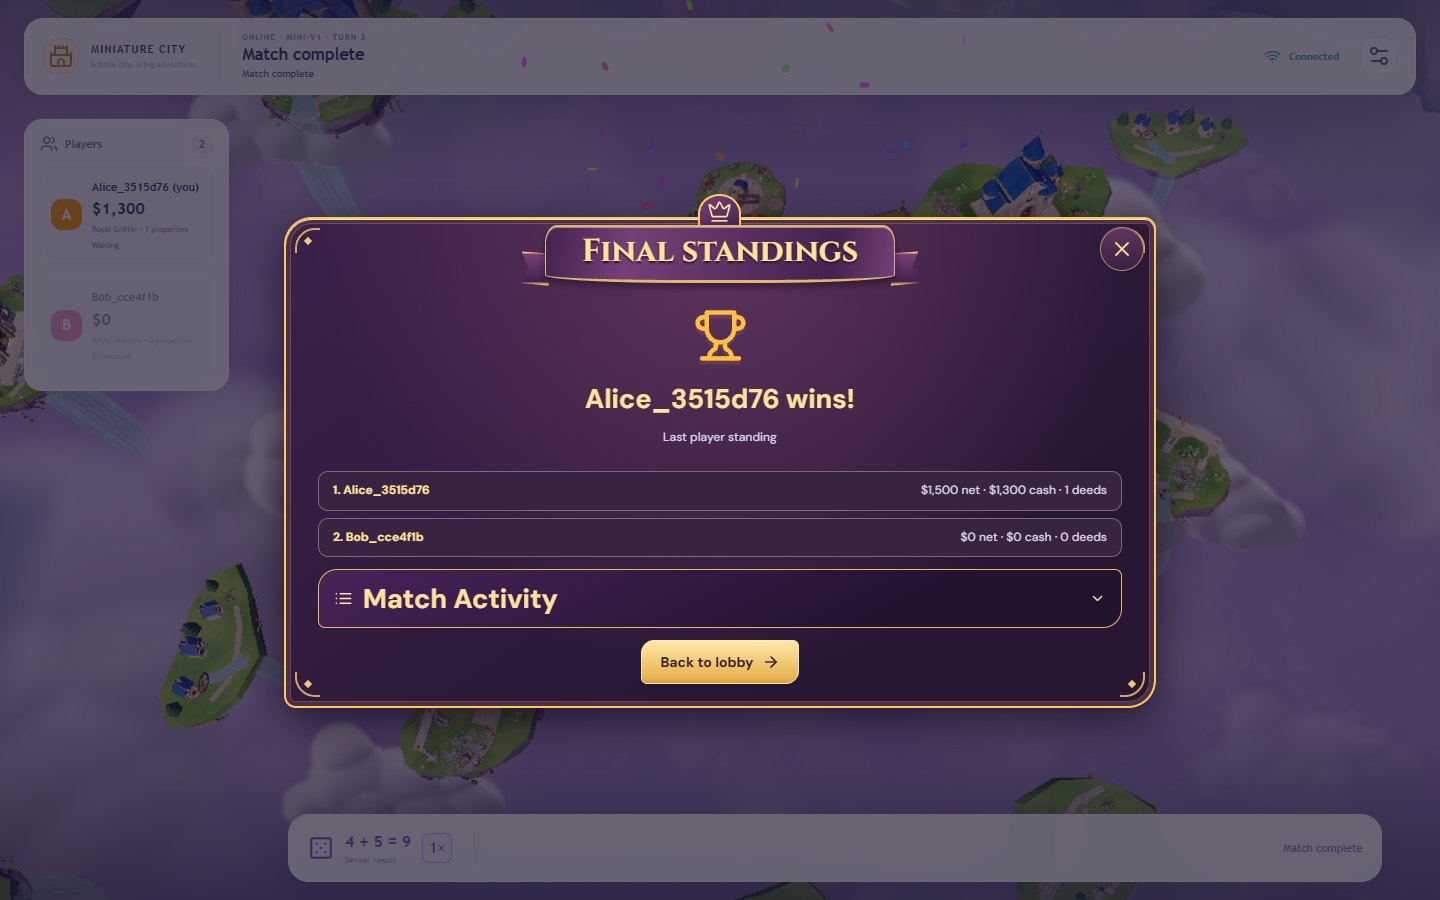 MINIATURE CITY
A little city. A big adventure.
ONLINE · MINI-V1 · TURN 3
Match complete
Match complete
Connected
Players
2
A
Alice_3515d76 (you)
$1,300
Royal Griffin · 1 properties
Waiting
B
Bob_cce4f1b
$0
Royal Unicorn · 0 properties
Eliminated
FINAL STANDINGS
Alice_3515d76 wins!
Last player standing
1. Alice_3515d76
$1,500 net · $1,300 cash · 1 deeds
2. Bob_cce4f1b
$0 net · $0 cash · 0 deeds
Match Activity
Back to lobby
4 + 5 = 9
Server result
1×
Match complete